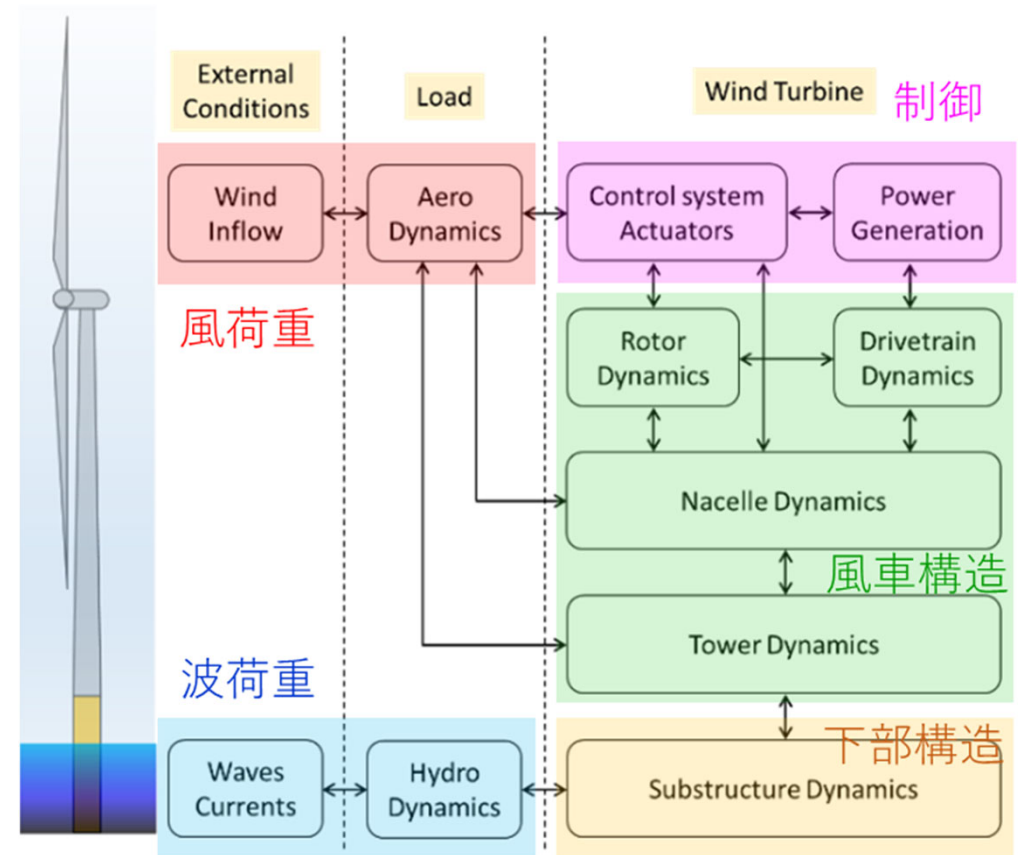 External
Conditions
Load
Wind Turbine
制御
Wind
Inflow
Aero
Dynamics
Control system
Actuators
Power
Generation
風荷重
Rotor
Dynamics
Drivetrain
Dynamics
Nacelle Dynamics
風車構造
Tower Dynamics
波荷重
下部構造
Waves
Currents
Hydro
Dynamics
Substructure Dynamics